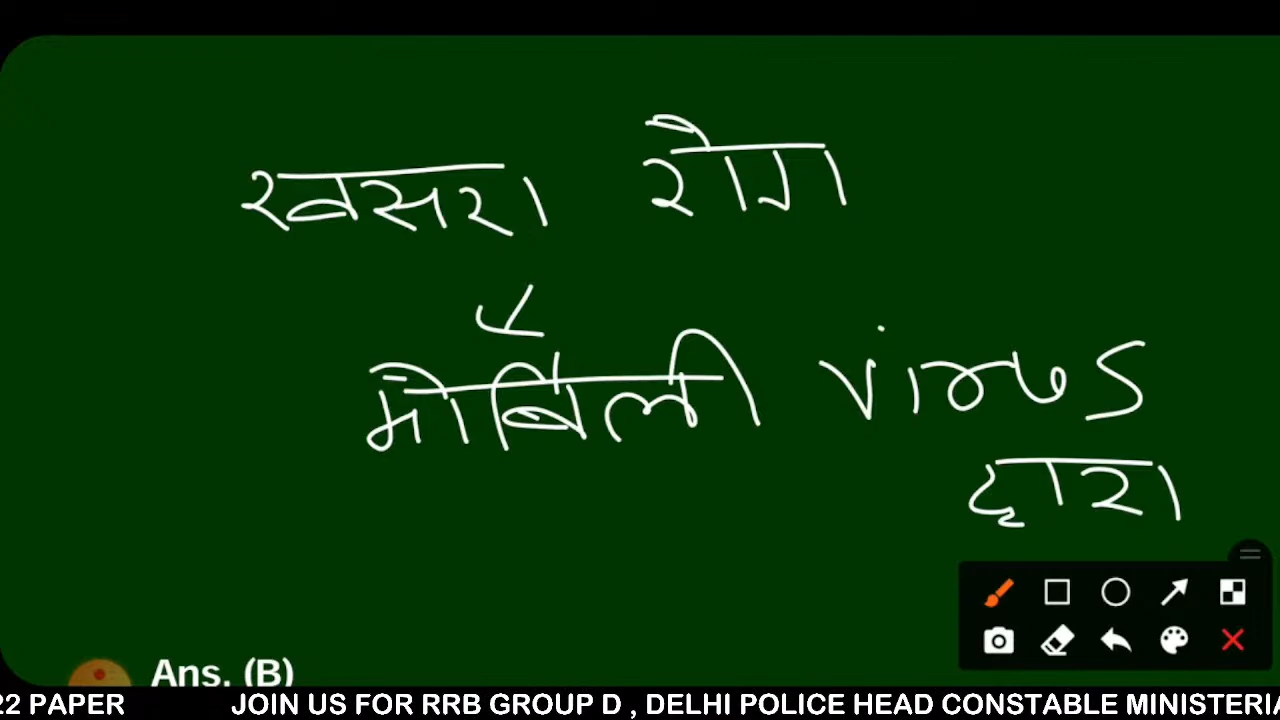 खसरा रोग
मोर्बिली virus
द्वारा
Ans. (B)
22 PAPER JOIN US FOR RRB GROUP D , DELHI POLICE HEAD CONSTABLE MINISTERIA